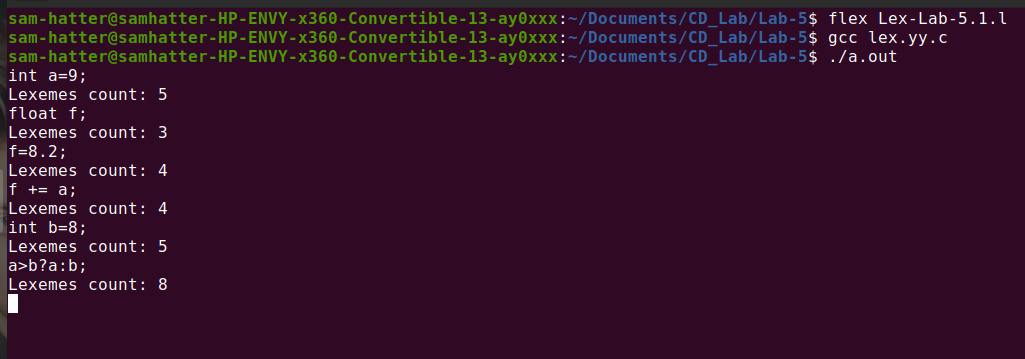 sam-hatter@samhatter-HP-ENVY-x360-Convertible-13-ay0xxx:~/Documents/CD_Lab/Lab-5$ flex Lex-Lab-5.1.l
sam-hatter@samhatter-HP-ENVY-x360-Convertible-13-ay0xxx:~/Documents/CD_Lab/Lab-5$ gcc lex.yy.c
sam-hatter@samhatter-HP-ENVY-x360-Convertible-13-ay0xxx:~/Documents/CD_Lab/Lab-5$ ./a.out
int a=9;
Lexemes count: 5
float f;
Lexemes count: 3
f=8.2;
Lexemes count: 4
f += a;
Lexemes count: 4
int b=8;
Lexemes count: 5
a>b?a:b;
Lexemes count: 8